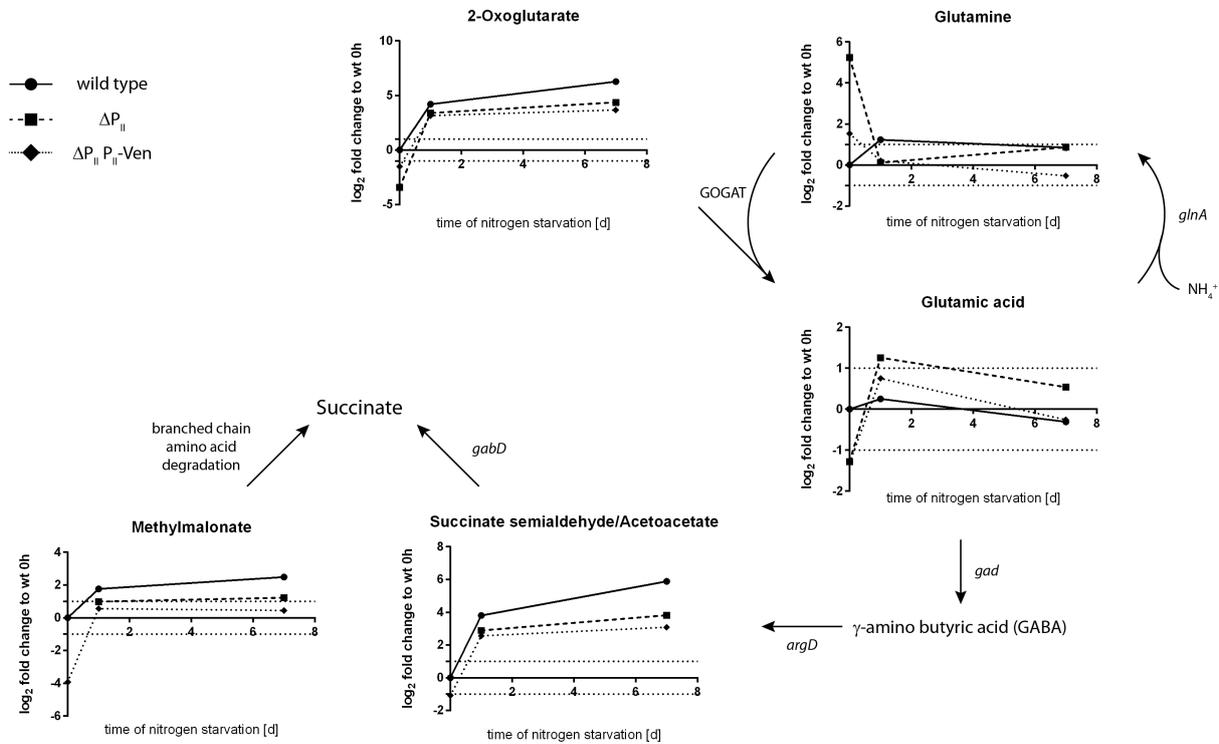 wild type
ΔP_II
ΔP_II P_II-Ven
2-Oxoglutarate
log₂ fold change to wt 0h
10
5
0
-5
2 4 6 8
time of nitrogen starvation [d]
Glutamine
log₂ fold change to wt 0h
6
4
2
0
-2
2 4 6 8
time of nitrogen starvation [d]
GOGAT
glnA
NH₄⁺
Glutamic acid
log₂ fold change to wt 0h
2
1
0
-1
-2
2 4 6 8
time of nitrogen starvation [d]
Succinate
branched chain
amino acid
degradation
gabD
Methylmalonate
log₂ fold change to wt 0h
4
2
0
-2
-4
-6
2 4 6 8
time of nitrogen starvation [d]
Succinate semialdehyde/Acetoacetate
log₂ fold change to wt 0h
8
6
4
2
0
-2
2 4 6 8
time of nitrogen starvation [d]
gad
γ-amino butyric acid (GABA)
argD